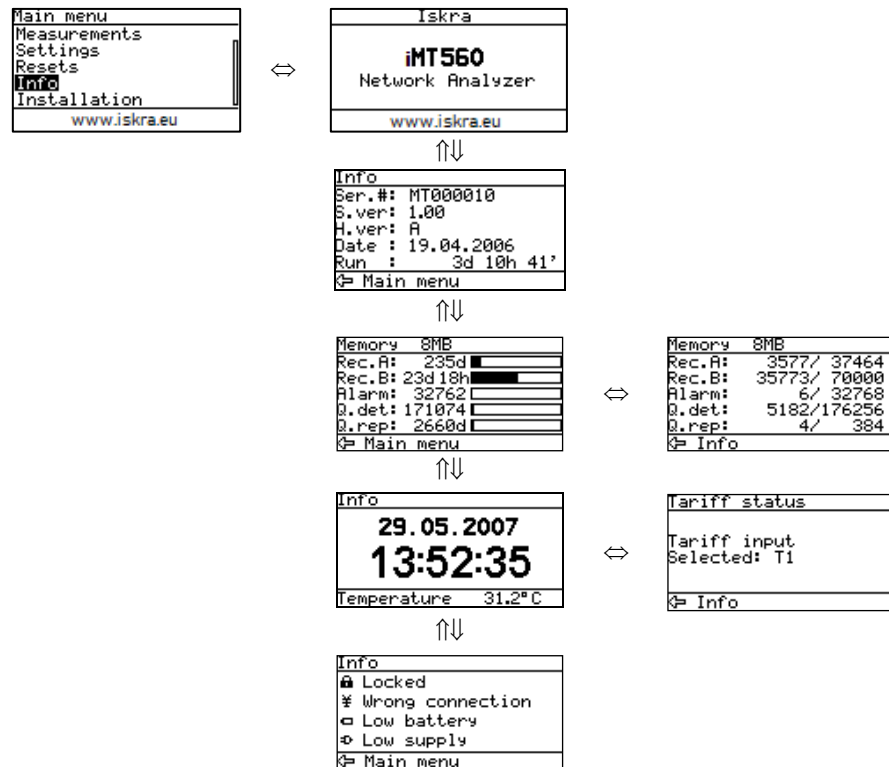 Main menu
Measurements
Settings
Resets
Info
Installation
www.iskra.eu
Iskra
iMT560
Network Analyzer
www.iskra.eu
Info
Ser.#: MT000010
S.ver: 1.00
H.ver: A
Date : 19.04.2006
Run : 3d 10h 41'
Main menu
Memory 8MB
Rec.A: 235d
Rec.B: 23d 18h
Alarm: 32762
Q.det: 171074
Q.rep: 2660d
Main menu
Memory 8MB
Rec.A: 3577/ 37464
Rec.B: 35773/ 70000
Alarm: 6/ 32768
Q.det: 5182/176256
Q.rep: 4/ 384
Info
Info
29.05.2007
13:52:35
Temperature 31.2°C
Tariff status
Tariff input
Selected: T1
Info
Info
Locked
Wrong connection
Low battery
Low supply
Main menu